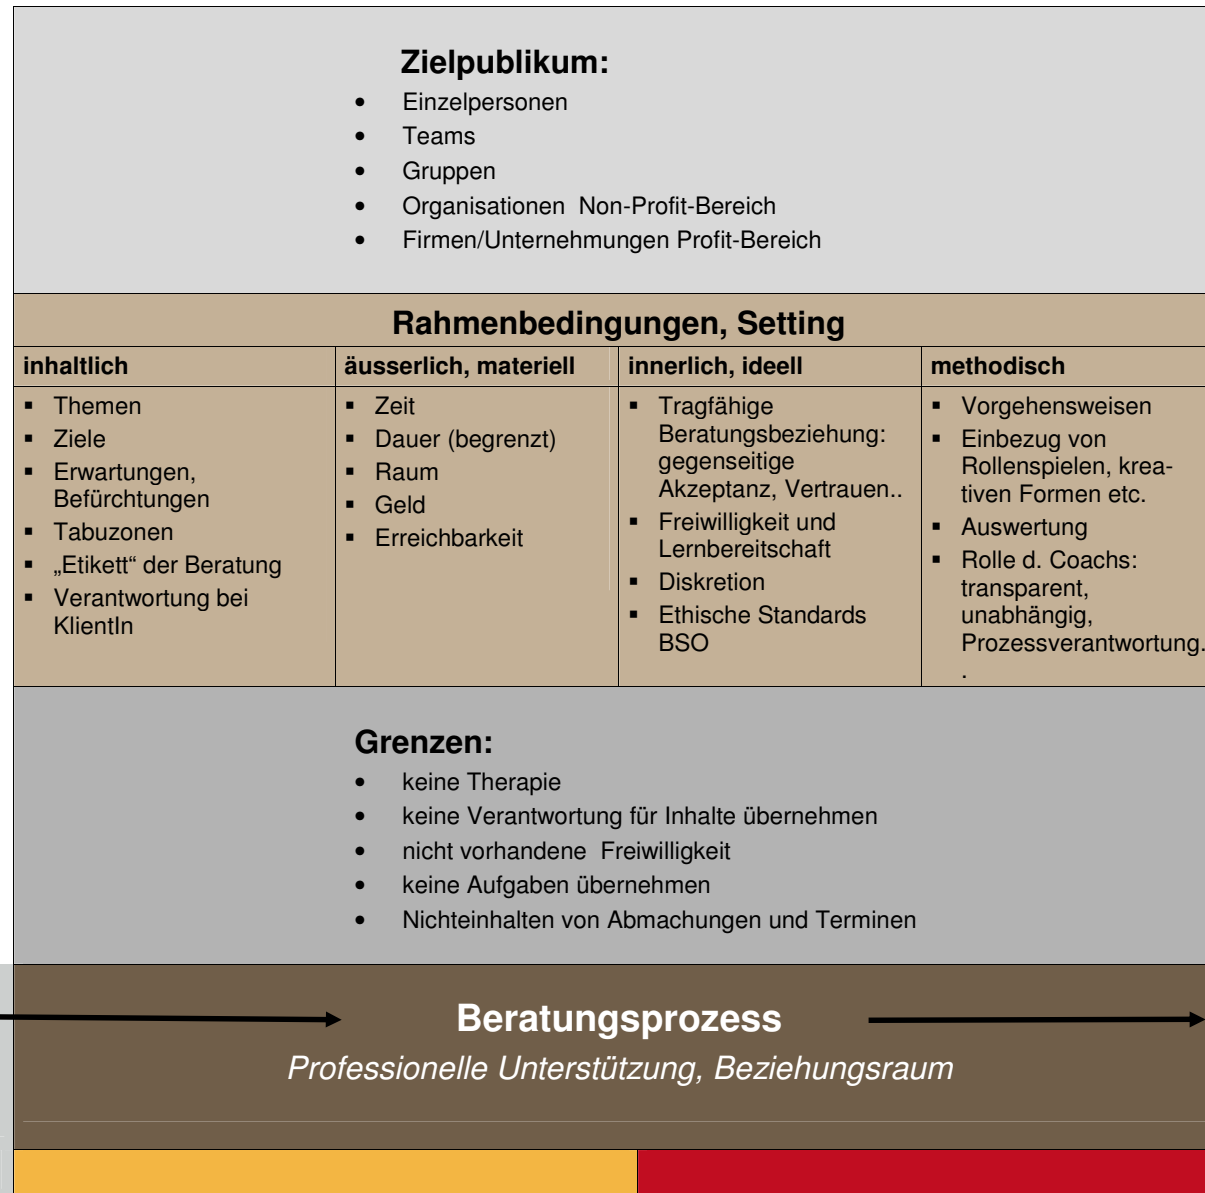 Zielpublikum:
• Einzelpersonen
• Teams
• Gruppen
• Organisationen  Non-Profit-Bereich
• Firmen/Unternehmungen Profit-Bereich
Rahmenbedingungen, Setting
inhaltlich
▪ Themen
▪ Ziele
▪ Erwartungen,
Befürchtungen
▪ Tabuzonen
▪ „Etikett“ der Beratung
▪ Verantwortung bei
KlientIn
äusserlich, materiell
▪ Zeit
▪ Dauer (begrenzt)
▪ Raum
▪ Geld
▪ Erreichbarkeit
innerlich, ideell
▪ Tragfähige
Beratungsbeziehung:
gegenseitige
Akzeptanz, Vertrauen..
▪ Freiwilligkeit und
Lernbereitschaft
▪ Diskretion
▪ Ethische Standards
BSO
methodisch
▪ Vorgehensweisen
▪ Einbezug von
Rollenspielen, krea-
tiven Formen etc.
▪ Auswertung
▪ Rolle d. Coachs:
transparent,
unabhängig,
Prozessverantwortung.
.
Grenzen:
• keine Therapie
• keine Verantwortung für Inhalte übernehmen
• nicht vorhandene  Freiwilligkeit
• keine Aufgaben übernehmen
• Nichteinhalten von Abmachungen und Terminen
Beratungsprozess
Professionelle Unterstützung, Beziehungsraum